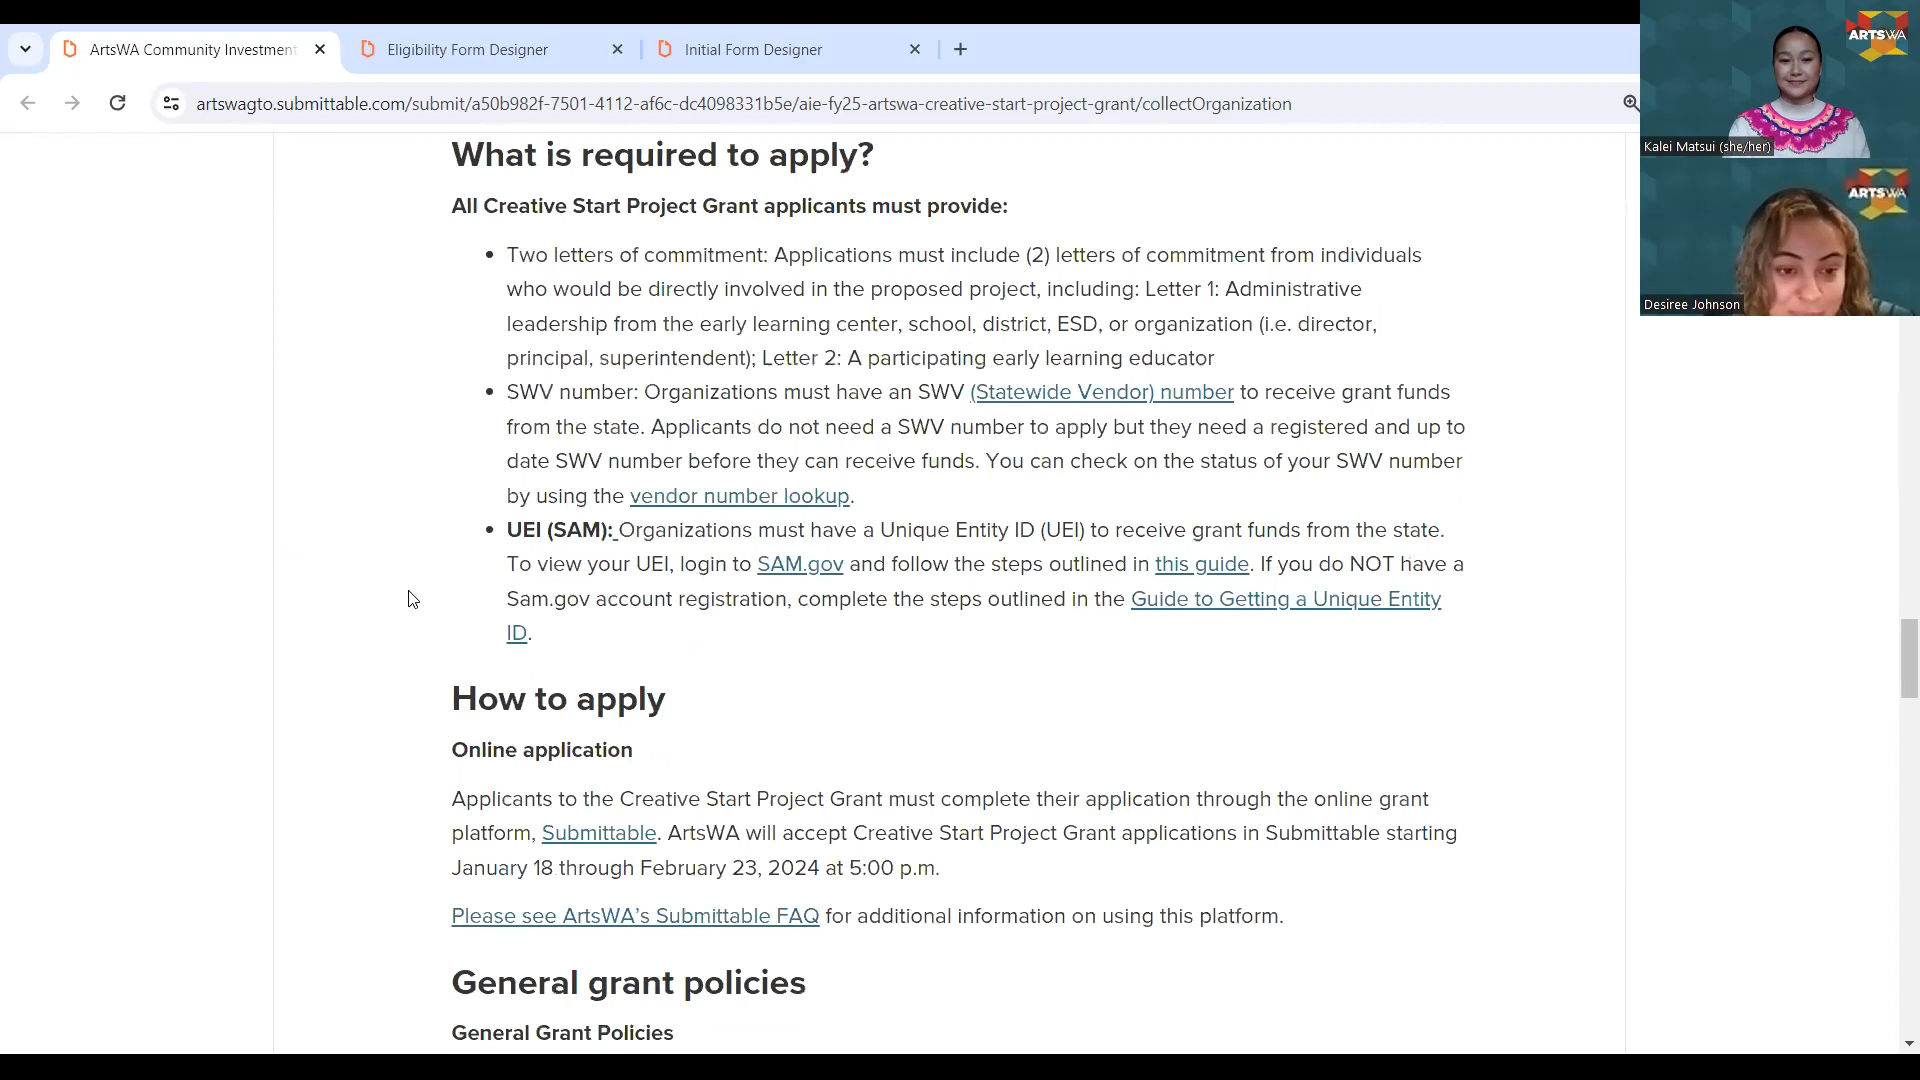 ArtsWA Community Investment
Eligibility Form Designer
Initial Form Designer
artswagto.submittable.com/submit/a50b982f-7501-4112-af6c-dc4098331b5e/aie-fy25-artswa-creative-start-project-grant/collectOrganization
ARTSWA
Kalei Matsui (she/her)
ARTSWA
Desiree Johnson
What is required to apply?
All Creative Start Project Grant applicants must provide:
• Two letters of commitment: Applications must include (2) letters of commitment from individuals
who would be directly involved in the proposed project, including: Letter 1: Administrative
leadership from the early learning center, school, district, ESD, or organization (i.e. director,
principal, superintendent); Letter 2: A participating early learning educator
• SWV number: Organizations must have an SWV (Statewide Vendor) number to receive grant funds
from the state. Applicants do not need a SWV number to apply but they need a registered and up to
date SWV number before they can receive funds. You can check on the status of your SWV number
by using the vendor number lookup.
• UEI (SAM): Organizations must have a Unique Entity ID (UEI) to receive grant funds from the state.
To view your UEI, login to SAM.gov and follow the steps outlined in this guide. If you do NOT have a
Sam.gov account registration, complete the steps outlined in the Guide to Getting a Unique Entity
ID.
How to apply
Online application
Applicants to the Creative Start Project Grant must complete their application through the online grant
platform, Submittable. ArtsWA will accept Creative Start Project Grant applications in Submittable starting
January 18 through February 23, 2024 at 5:00 p.m.
Please see ArtsWA’s Submittable FAQ for additional information on using this platform.
General grant policies
General Grant Policies